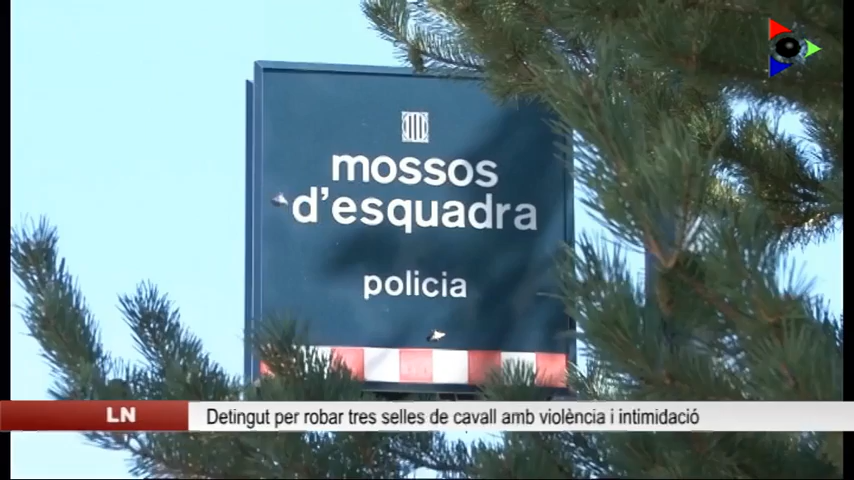 mossos
d'esquadra
policia
LN Detingut per robar tres selles de cavall amb violència i intimidació